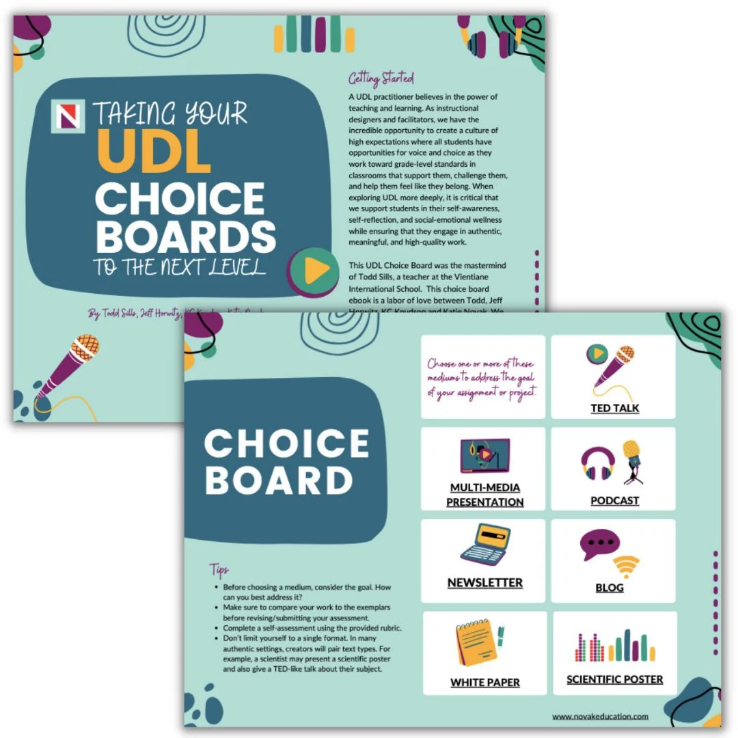 N
TAKING YOUR
UDL
CHOICE
BOARDS
TO THE NEXT LEVEL
By Todd Sills, Jeff Horwitz,
Getting Started
A UDL practitioner believes in the power of
teaching and learning. As instructional
designers and facilitators, we have the
incredible opportunity to create a culture of
high expectations where all students have
opportunities for voice and choice as they
work toward grade-level standards in
classrooms that support them, challenge them,
and help them feel like they belong. When
exploring UDL more deeply, it is critical that
we support students in their self-awareness,
self-reflection, and social-emotional wellness
while ensuring that they engage in authentic,
meaningful, and high-quality work.
This UDL Choice Board was the mastermind
of Todd Sills, a teacher at the Vientiane
International School. This choice board
ebook is a labor of love between Todd, Jeff
Horwitz, KC Knudson and Katie Novak. We
CHOICE
BOARD
Tips
• Before choosing a medium, consider the goal. How
can you best address it?
• Make sure to compare your work to the exemplars
before revising/submitting your assessment.
• Complete a self-assessment using the provided rubric.
• Don't limit yourself to a single format. In many
authentic settings, creators will pair text types. For
example, a scientist may present a scientific poster
and also give a TED-like talk about their subject.
Choose one or more of these
mediums to address the goal
of your assignment or project.
TED TALK
MULTI-MEDIA
PRESENTATION
PODCAST
NEWSLETTER
BLOG
WHITE PAPER
SCIENTIFIC POSTER
www.novakeducation.com